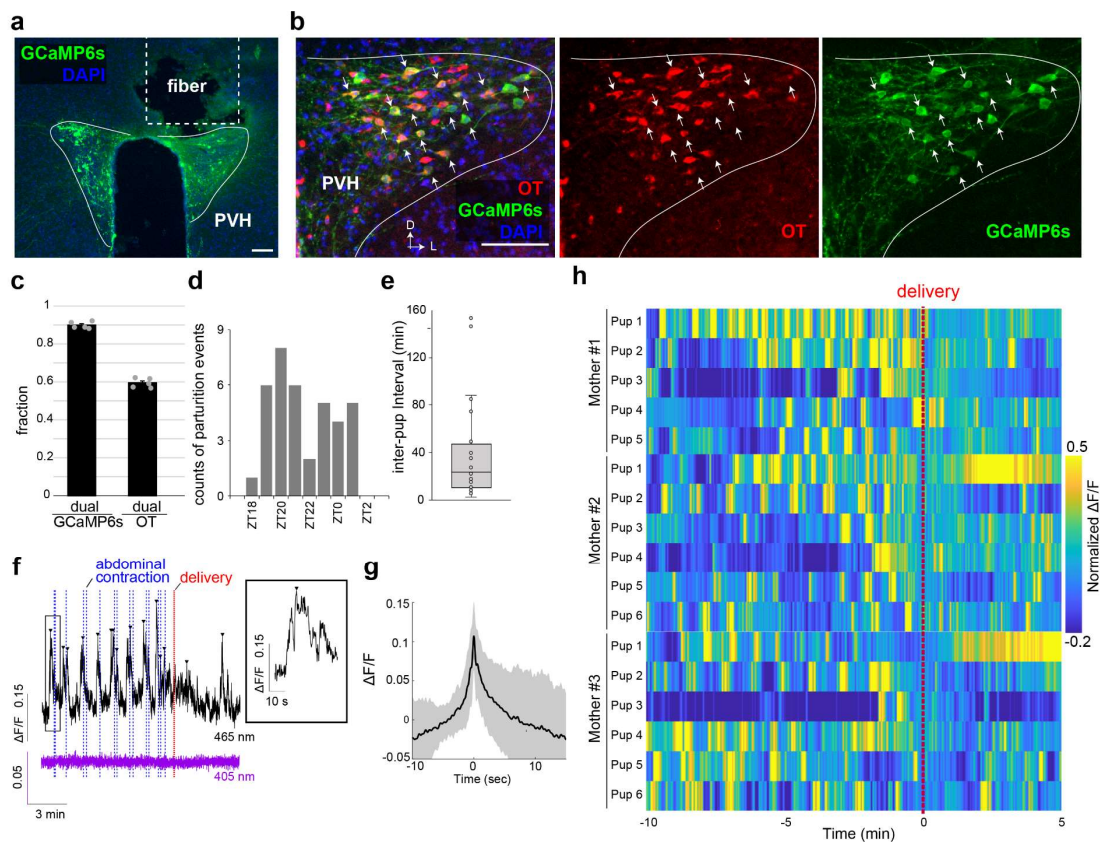 a
GCaMP6s
DAPI
fiber
PVH
b
PVH
D
L
OT
GCaMP6s
DAPI
OT
GCaMP6s
c
fraction
1
0.8
0.6
0.4
0.2
0
dual
GCaMP6s
dual
OT
d
counts of parturition events
9
6
3
0
ZT18
ZT20
ZT22
ZT0
ZT2
e
inter-pup Interval (min)
160
120
80
40
0
f
abdominal
contraction
delivery
ΔF/F
0.15
0.05
465 nm
405 nm
3 min
ΔF/F
0.15
10 s
g
ΔF/F
0.15
0.1
0.05
0
-0.05
-10
0
10
Time (sec)
h
delivery
Mother #1
Pup 1
Pup 2
Pup 3
Pup 4
Pup 5
Mother #2
Pup 1
Pup 2
Pup 3
Pup 4
Pup 5
Pup 6
Mother #3
Pup 1
Pup 2
Pup 3
Pup 4
Pup 5
Pup 6
-10
-5
0
5
Time (min)
0.5
Normalized ΔF/F
-0.2